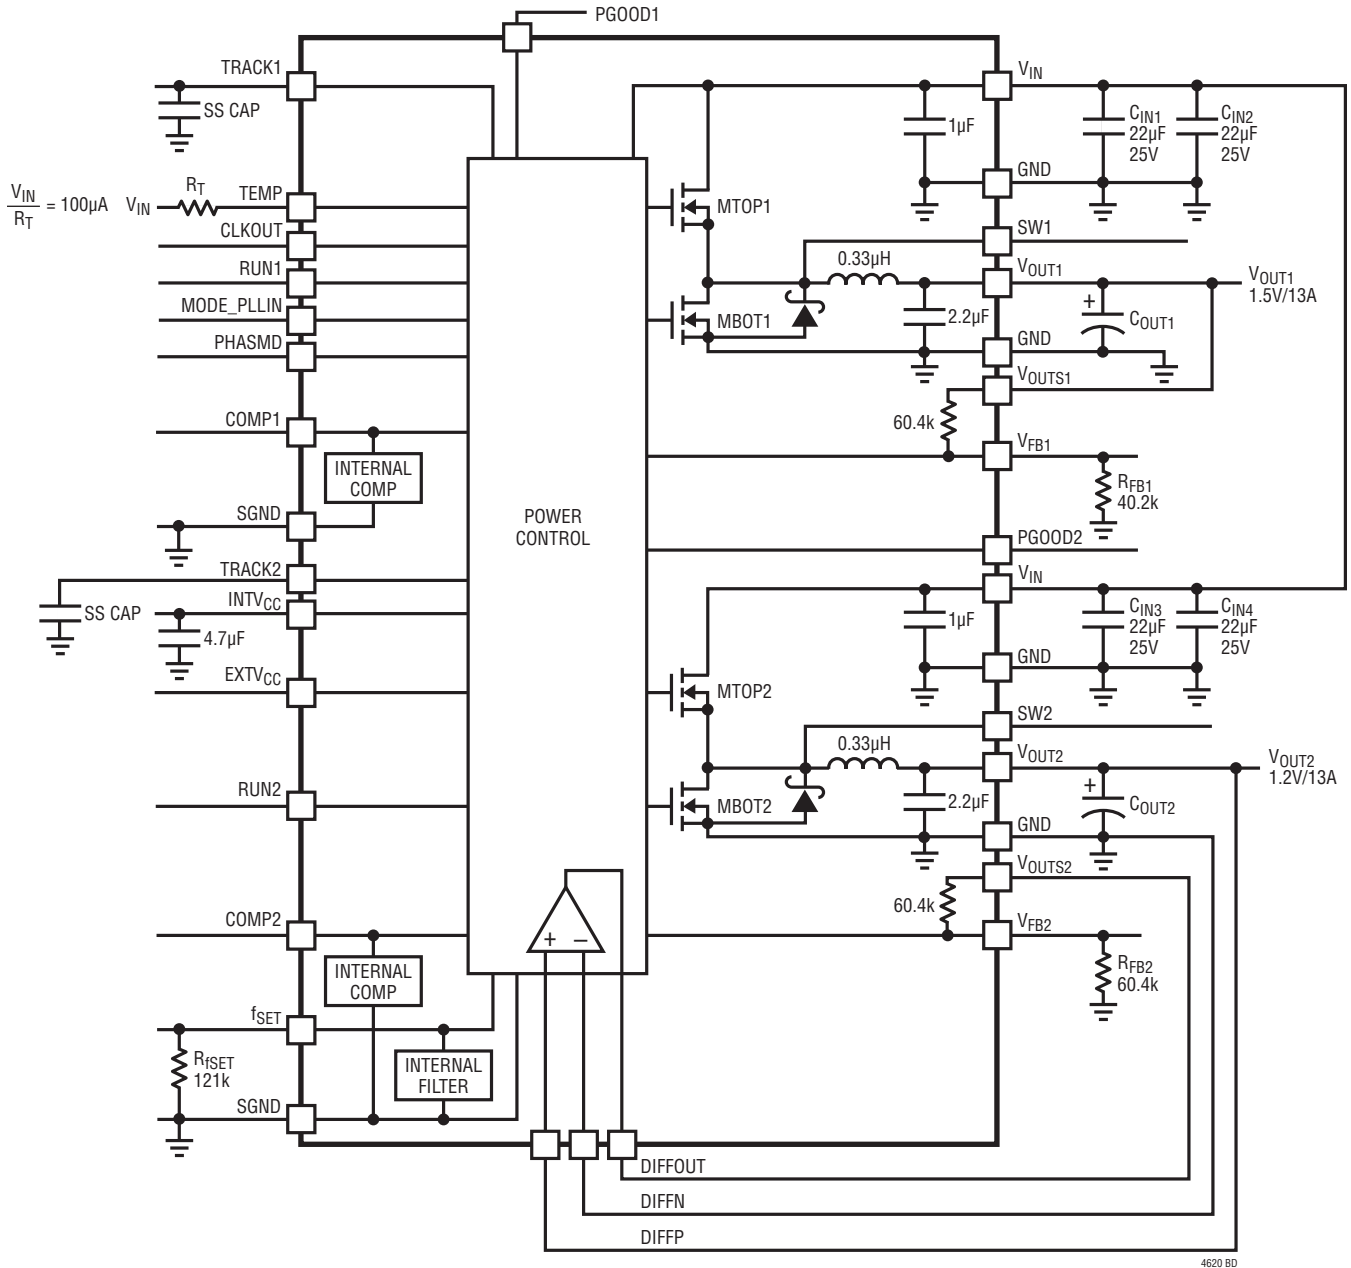 PGOOD1
TRACK1
SS CAP
VIN
1µF
CIN1
22µF
25V
CIN2
22µF
25V
GND
VIN
RT
= 100µA
VIN
RT
TEMP
MTOP1
CLKOUT
SW1
RUN1
0.33µH
VOUT1
VOUT1
1.5V/13A
MODE_PLLIN
MBOT1
2.2µF
+
COUT1
PHASMD
GND
VOUTS1
COMP1
60.4k
VFB1
INTERNAL
COMP
RFB1
40.2k
SGND
POWER
CONTROL
PGOOD2
TRACK2
VIN
INTVCC
SS CAP
4.7µF
1µF
CIN3
22µF
25V
CIN4
22µF
25V
EXTVCC
GND
MTOP2
SW2
0.33µH
VOUT2
VOUT2
1.2V/13A
RUN2
MBOT2
2.2µF
+
COUT2
GND
VOUTS2
60.4k
COMP2
+ –
VFB2
INTERNAL
COMP
RFB2
60.4k
fSET
RfSET
121k
INTERNAL
FILTER
SGND
DIFFOUT
DIFFN
DIFFP
4620 BD